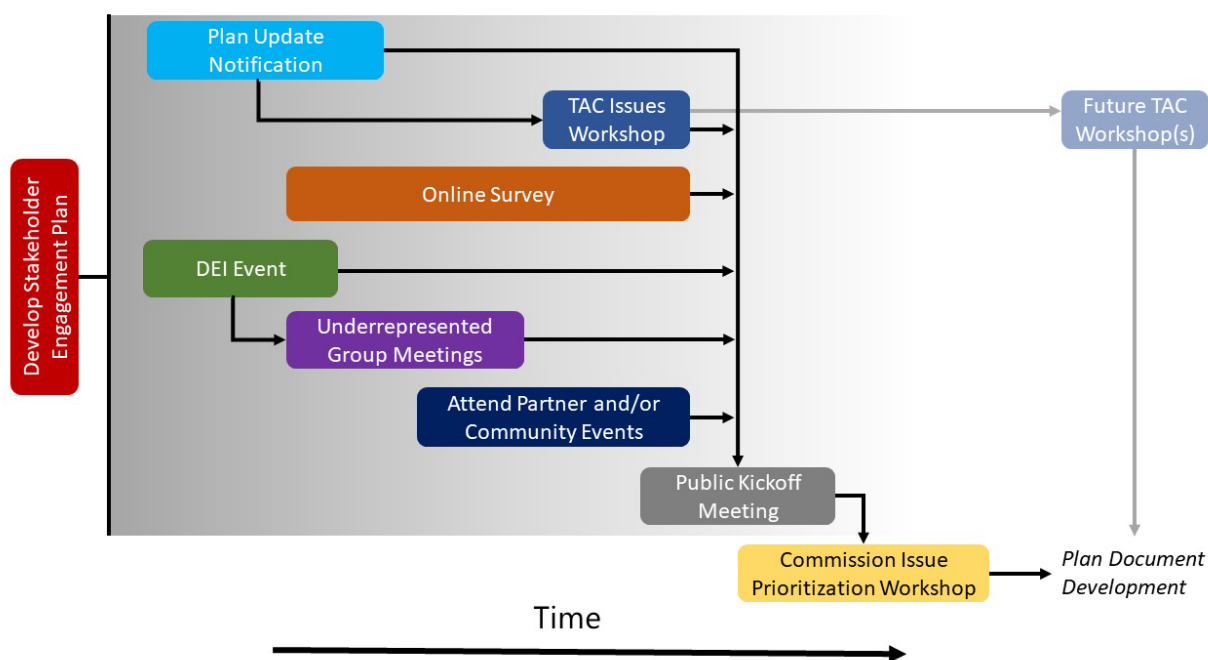 Develop Stakeholder
Engagement Plan
Plan Update
Notification
TAC Issues
Workshop
Future TAC
Workshop(s)
Online Survey
DEI Event
Underrepresented
Group Meetings
Attend Partner and/or
Community Events
Public Kickoff
Meeting
Commission Issue
Prioritization Workshop
Plan Document
Development
Time